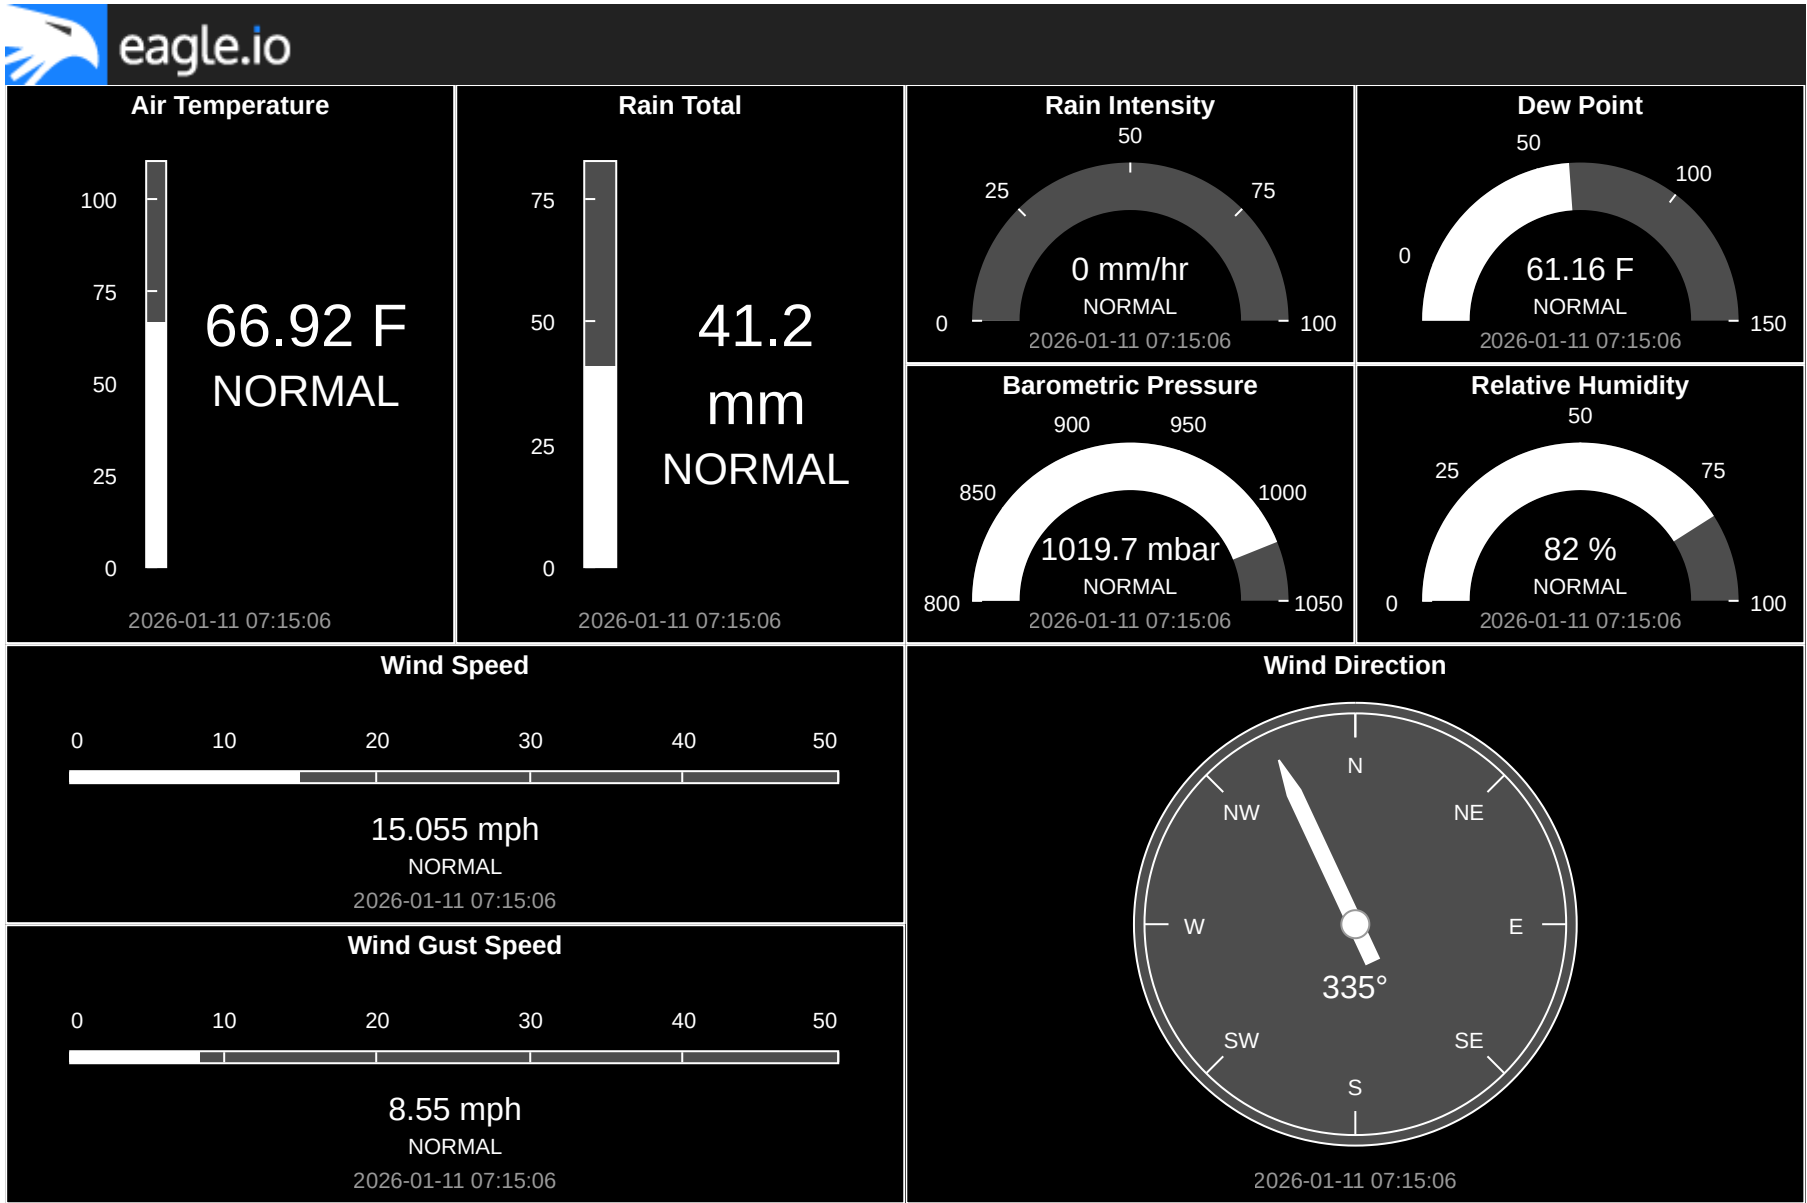 eagle.io
Air Temperature
100
75
50
25
0
66.92 F
NORMAL
2026-01-11 07:15:06
Rain Total
75
50
25
0
41.2
mm
NORMAL
2026-01-11 07:15:06
Rain Intensity
0
25
50
75
100
0 mm/hr
NORMAL
2026-01-11 07:15:06
Dew Point
0
50
100
150
61.16 F
NORMAL
2026-01-11 07:15:06
Barometric Pressure
800
850
900
950
1000
1050
1019.7 mbar
NORMAL
2026-01-11 07:15:06
Relative Humidity
0
25
50
75
100
82 %
NORMAL
2026-01-11 07:15:06
Wind Speed
0 10 20 30 40 50
15.055 mph
NORMAL
2026-01-11 07:15:06
Wind Gust Speed
0 10 20 30 40 50
8.55 mph
NORMAL
2026-01-11 07:15:06
Wind Direction
N
NE
E
SE
S
SW
W
NW
335°
2026-01-11 07:15:06